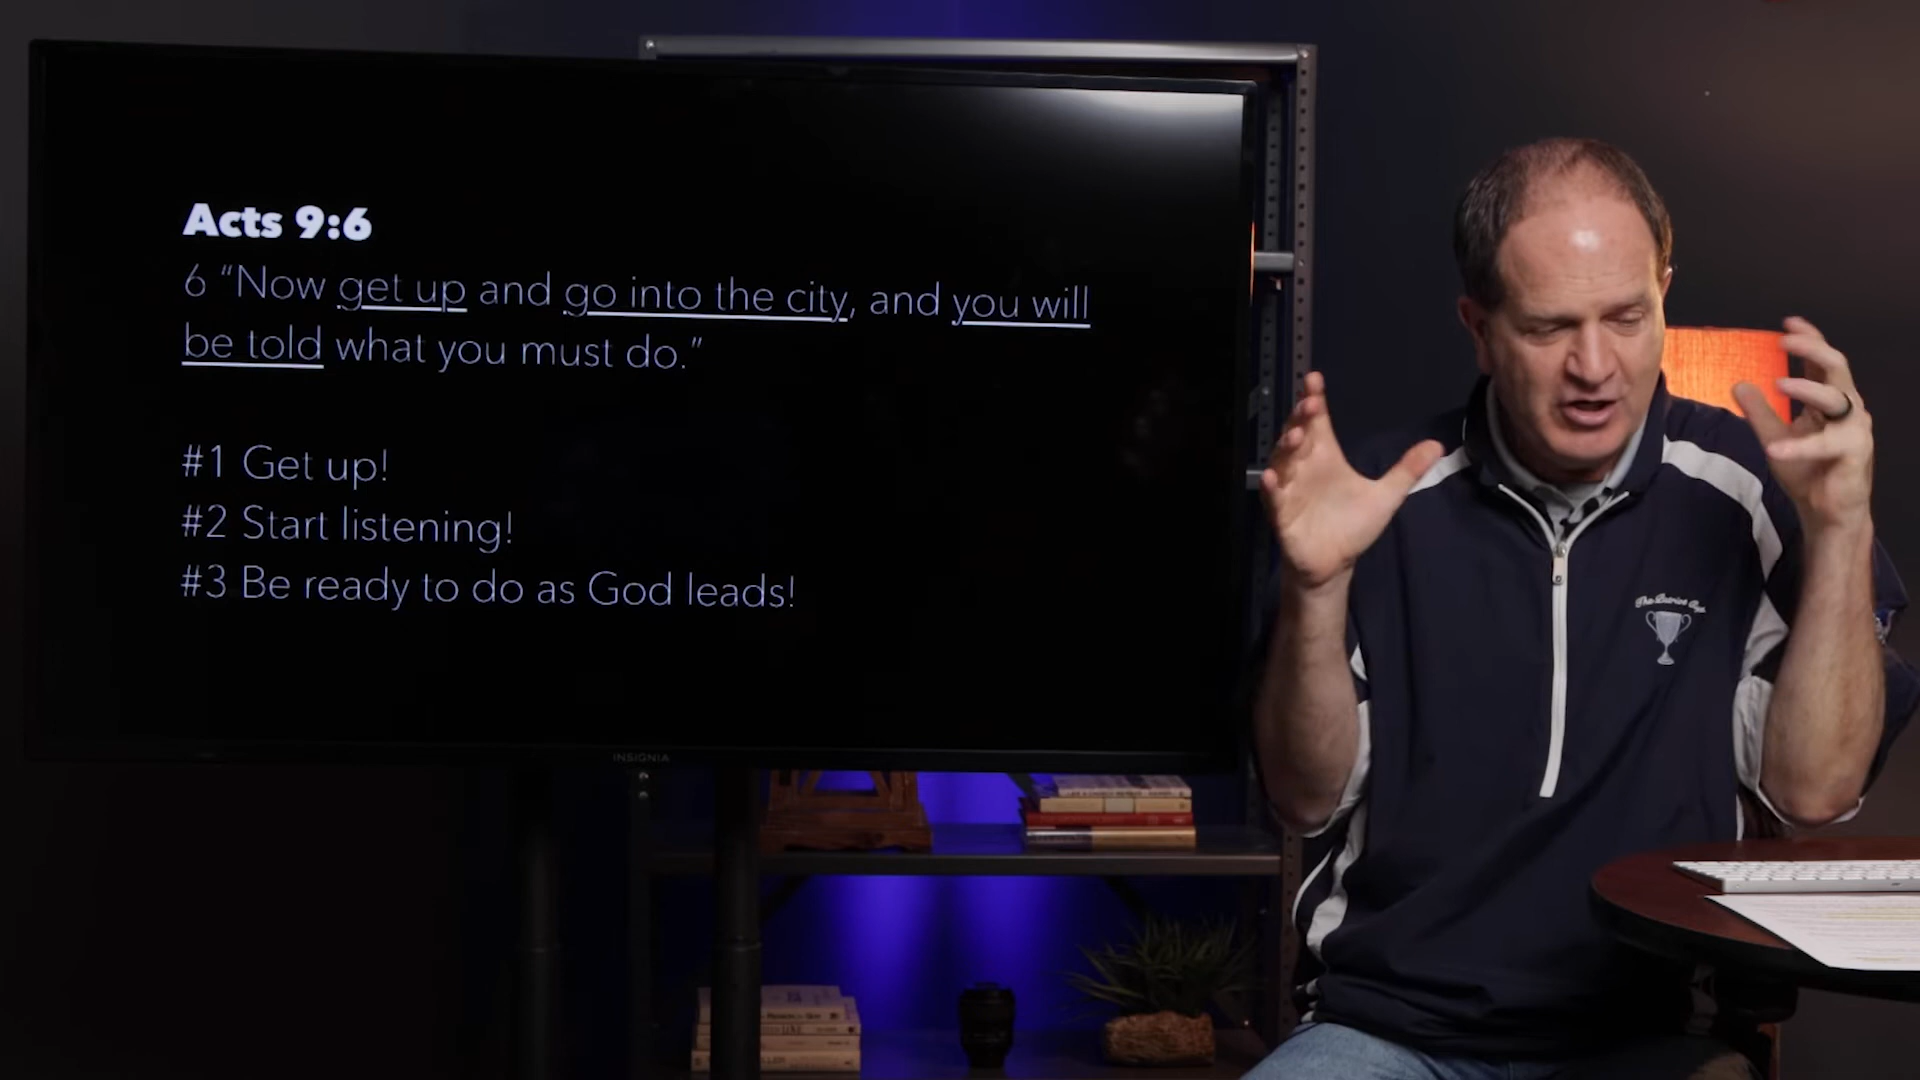 Acts 9:6
6 “Now get up and go into the city, and you will
be told what you must do.”
#1 Get up!
#2 Start listening!
#3 Be ready to do as God leads!
INSIGNIA